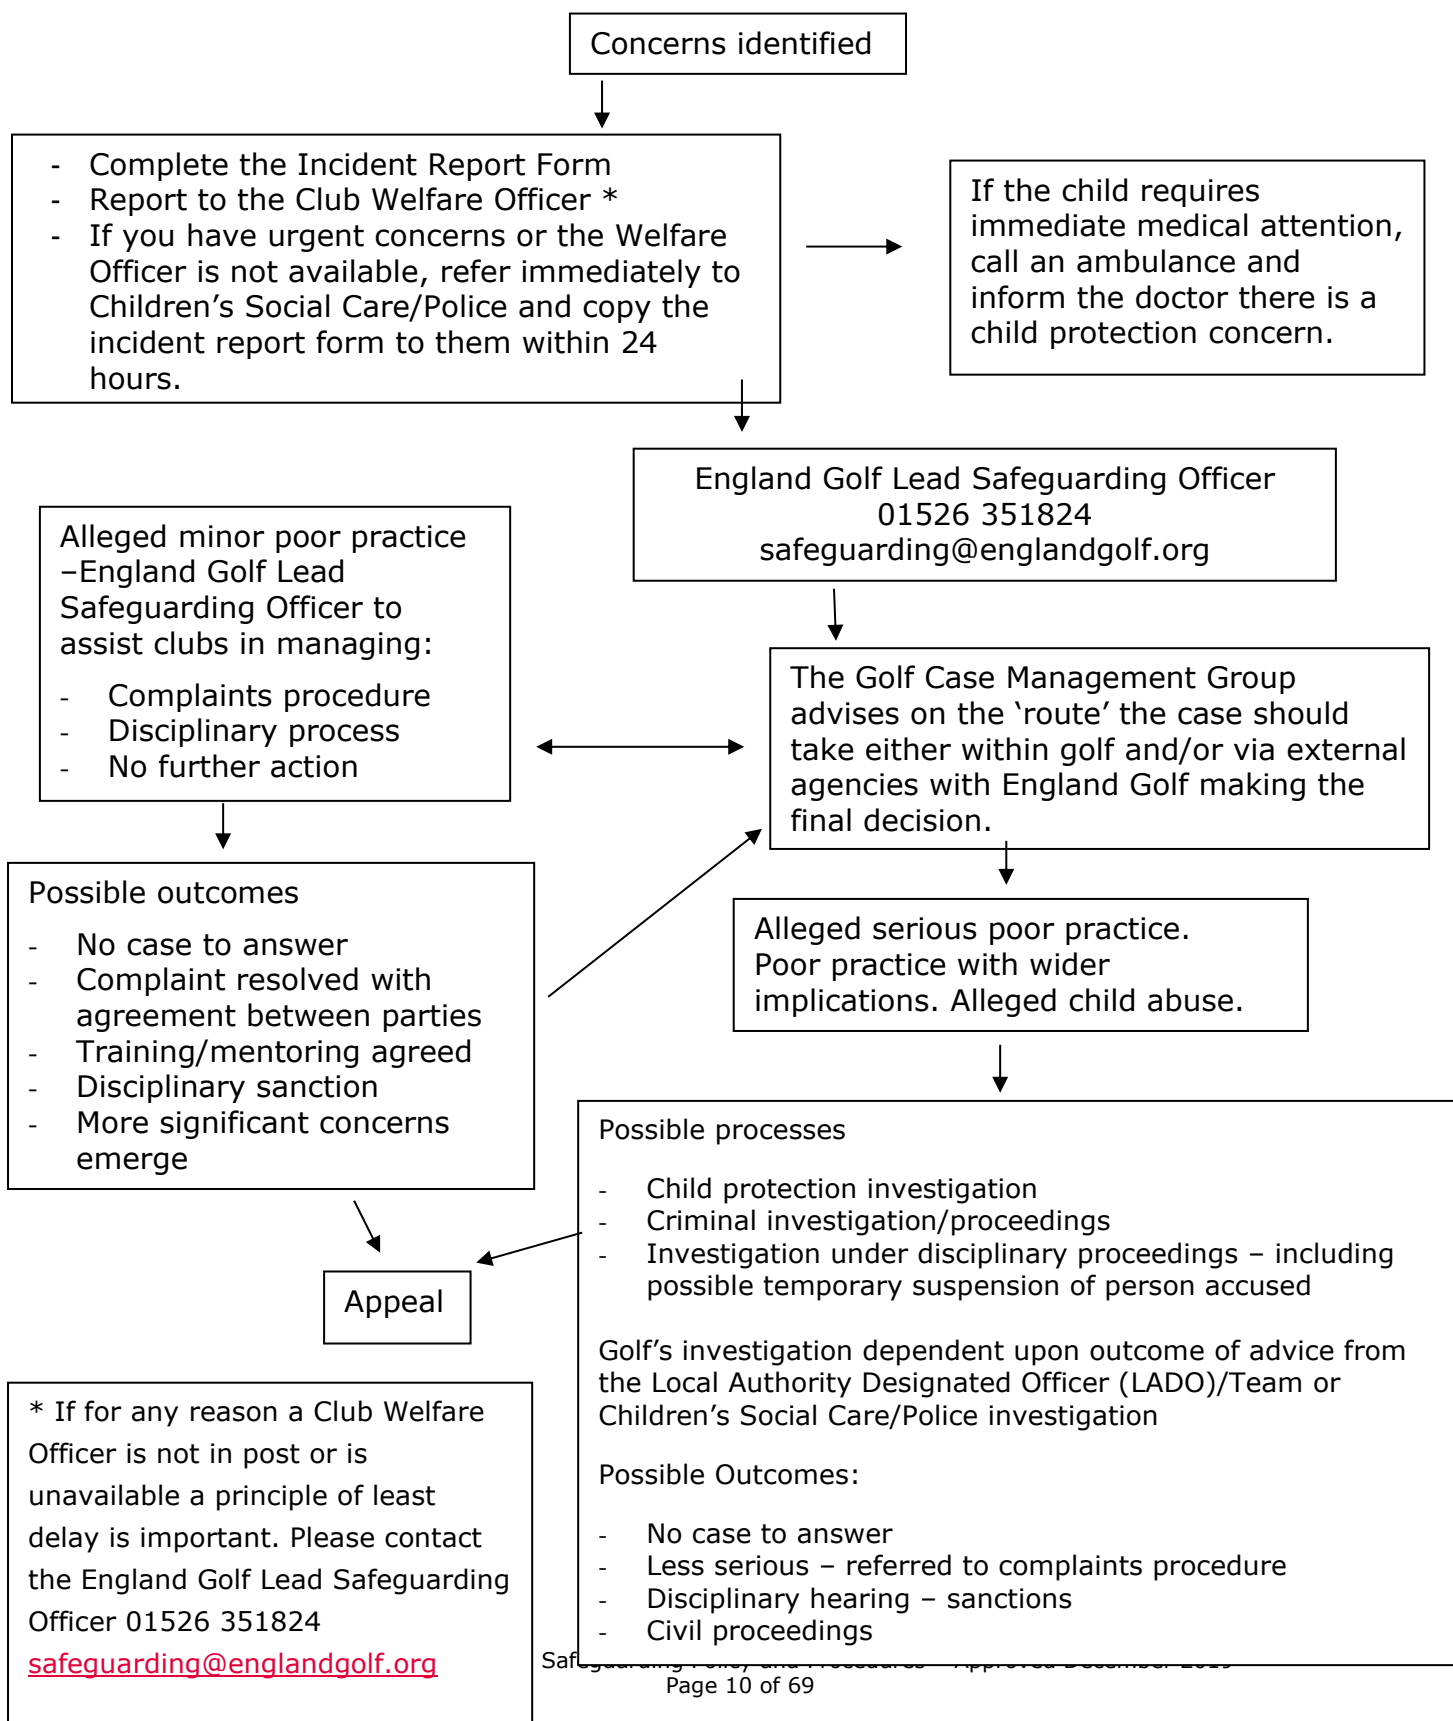 Concerns identified
- Complete the Incident Report Form
- Report to the Club Welfare Officer *
- If you have urgent concerns or the Welfare
Officer is not available, refer immediately to
Children’s Social Care/Police and copy the
incident report form to them within 24
hours.
If the child requires
immediate medical attention,
call an ambulance and
inform the doctor there is a
child protection concern.
England Golf Lead Safeguarding Officer
01526 351824
safeguarding@englandgolf.org
Alleged minor poor practice
–England Golf Lead
Safeguarding Officer to
assist clubs in managing:
- Complaints procedure
- Disciplinary process
- No further action
The Golf Case Management Group
advises on the ‘route’ the case should
take either within golf and/or via external
agencies with England Golf making the
final decision.
Possible outcomes
- No case to answer
- Complaint resolved with
agreement between parties
- Training/mentoring agreed
- Disciplinary sanction
- More significant concerns
emerge
Alleged serious poor practice.
Poor practice with wider
implications. Alleged child abuse.
Possible processes
- Child protection investigation
- Criminal investigation/proceedings
- Investigation under disciplinary proceedings – including
possible temporary suspension of person accused
Golf’s investigation dependent upon outcome of advice from
the Local Authority Designated Officer (LADO)/Team or
Children’s Social Care/Police investigation
Possible Outcomes:
- No case to answer
- Less serious – referred to complaints procedure
- Disciplinary hearing – sanctions
- Civil proceedings
Appeal
* If for any reason a Club Welfare
Officer is not in post or is
unavailable a principle of least
delay is important. Please contact
the England Golf Lead Safeguarding
Officer 01526 351824
safeguarding@englandgolf.org
Safeguarding Policy and Procedures – Approved December 2019
Page 10 of 69